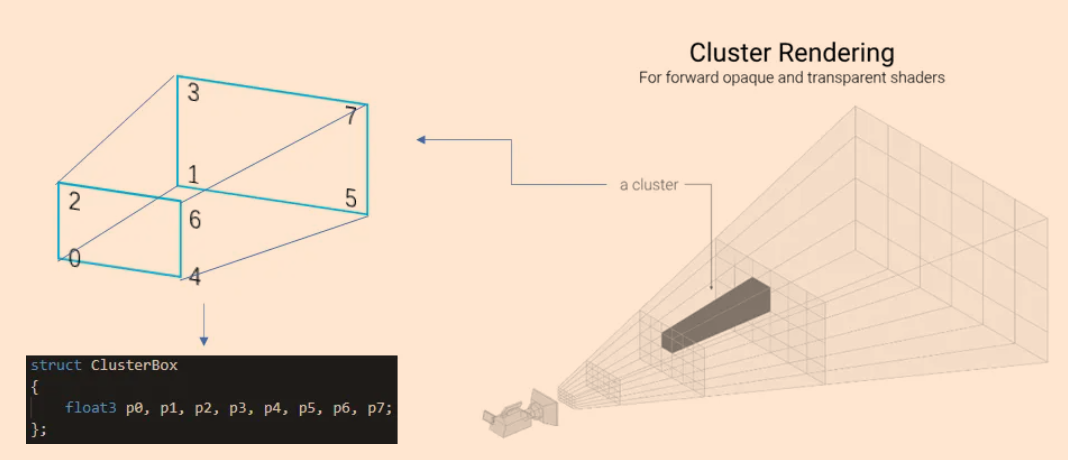 Cluster Rendering
For forward opaque and transparent shaders
3
7
1
2
5
6
0
4
a cluster
struct ClusterBox
{
    float3 p0, p1, p2, p3, p4, p5, p6, p7;
};